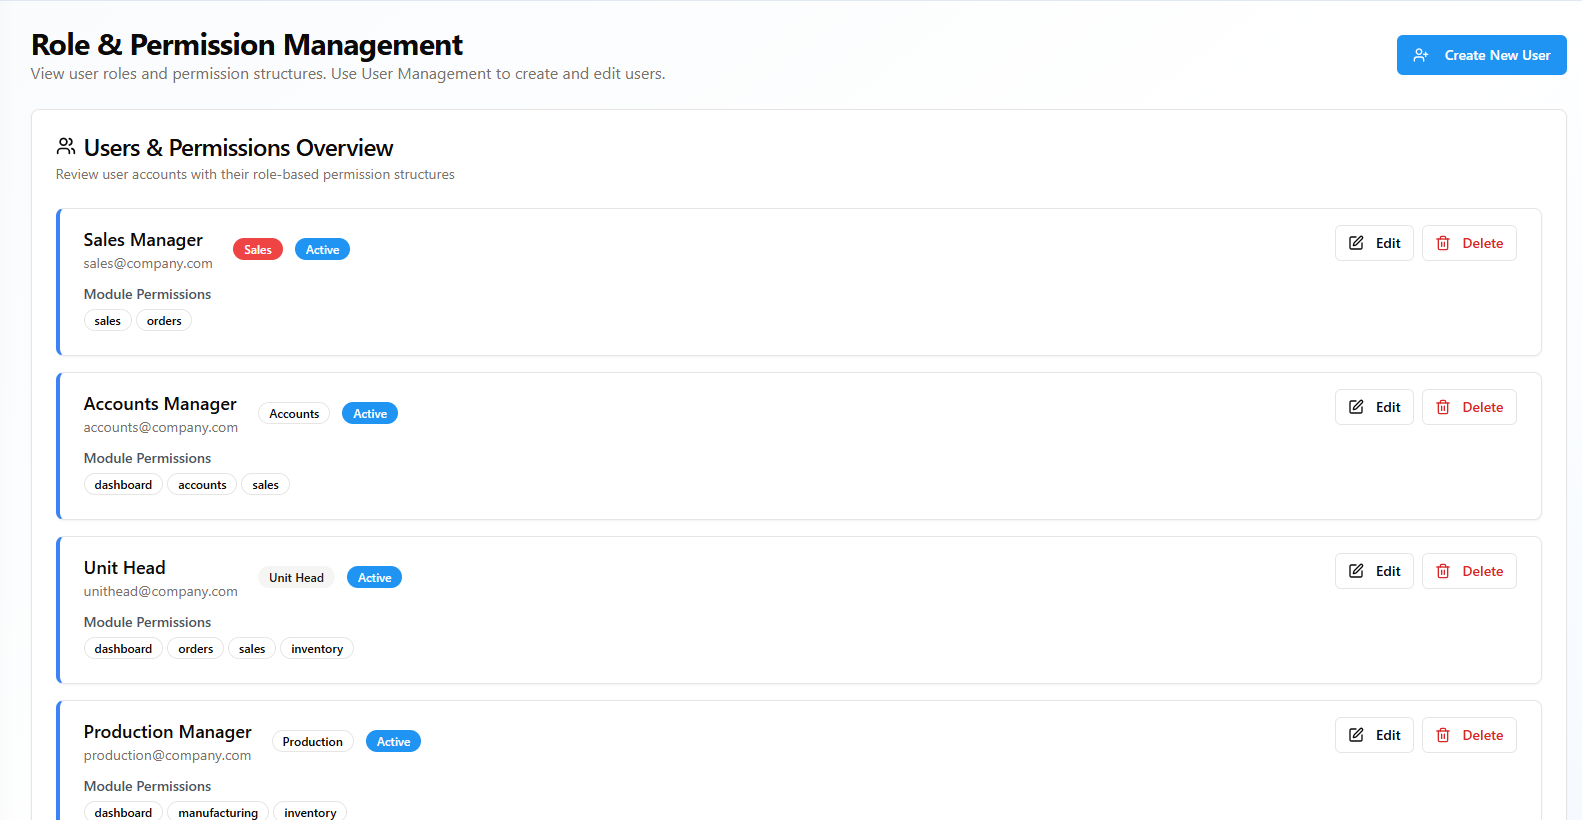 Role & Permission Management
View user roles and permission structures. Use User Management to create and edit users.
Create New User
Users & Permissions Overview
Review user accounts with their role-based permission structures
Sales Manager
sales@company.com
Sales
Active
Edit
Delete
Module Permissions
sales
orders
Accounts Manager
accounts@company.com
Accounts
Active
Edit
Delete
Module Permissions
dashboard
accounts
sales
Unit Head
unithead@company.com
Unit Head
Active
Edit
Delete
Module Permissions
dashboard
orders
sales
inventory
Production Manager
production@company.com
Production
Active
Edit
Delete
Module Permissions
dashboard
manufacturing
inventory